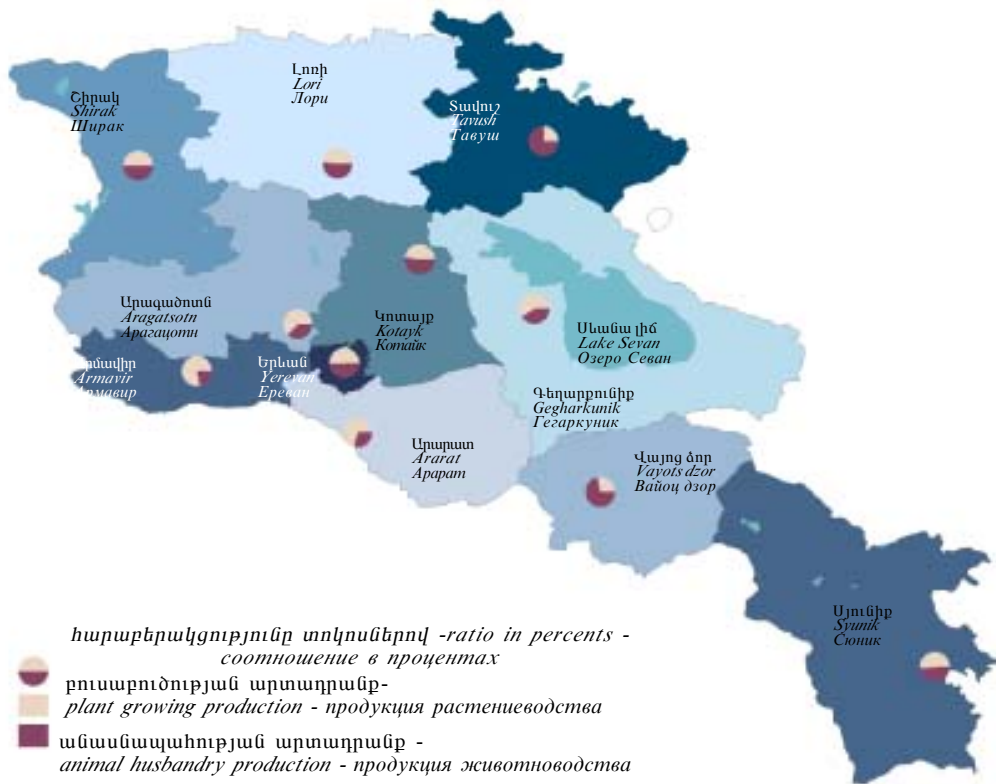 Լոռի
Lori
Лори
Շիրակ
Shirak
Ширак
Տավուշ
Tavush
Тавуш
Արագածոտն
Aragatsotn
Арагацотн
Կոտայք
Kotayk
Котайк
Սևանա լիճ
Lake Sevan
Озеро Севан
րմավիր
Armavir
Армавир
Երևան
Yerevan
Ереван
Գեղարքունիք
Gegharkunik
Гегаркуник
Արարատ
Ararat
Арарат
Վայոց ձոր
Vayots dzor
Вайоц дзор
Սյունիք
Syunik
Сюник
հարաբերակցությունը տոկոսներով -ratio in percents -
соотношение в процентах
բուսաբուծության արտադրանք-
plant growing production - продукция растениеводства
անասնապահության արտադրանք -
animal husbandry production - продукция животноводства